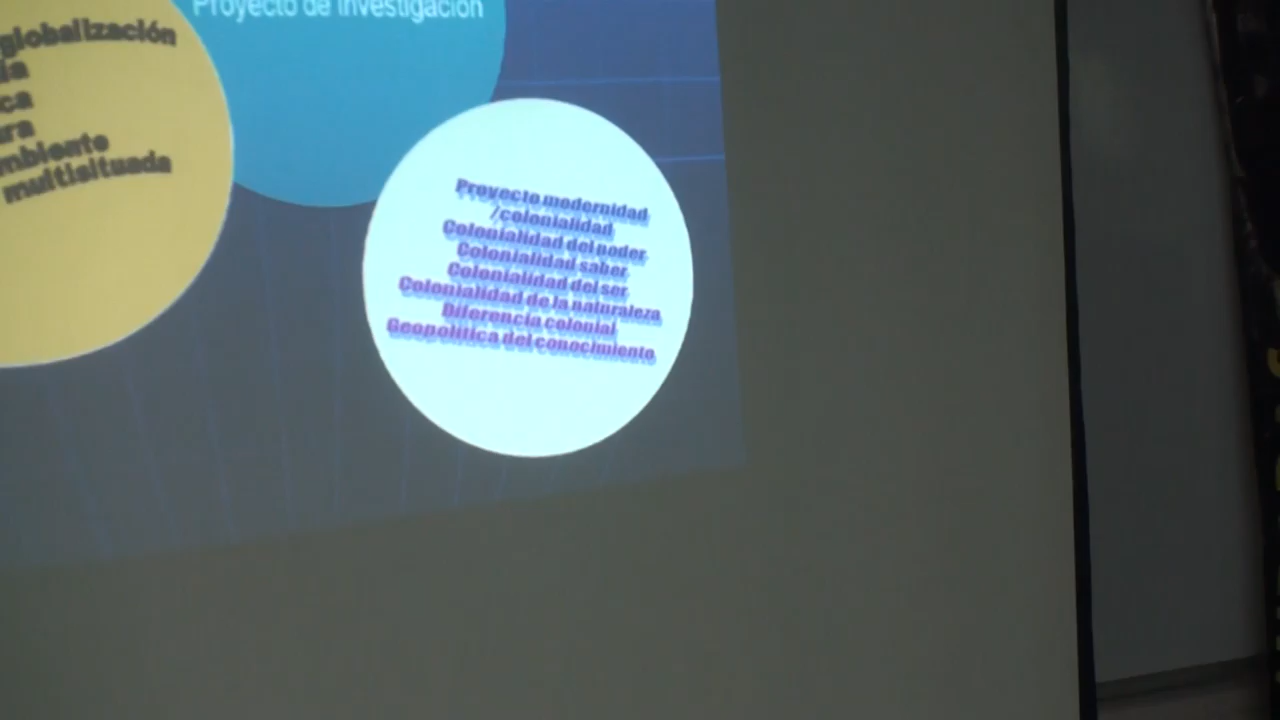 Proyecto de investigación
globalización
multisituada
Proyecto modernidad
/colonialidad
Colonialidad del poder
Colonialidad saber
Colonialidad del ser
Colonialidad de la naturaleza
Diferencia colonial
Geopolítica del conocimiento